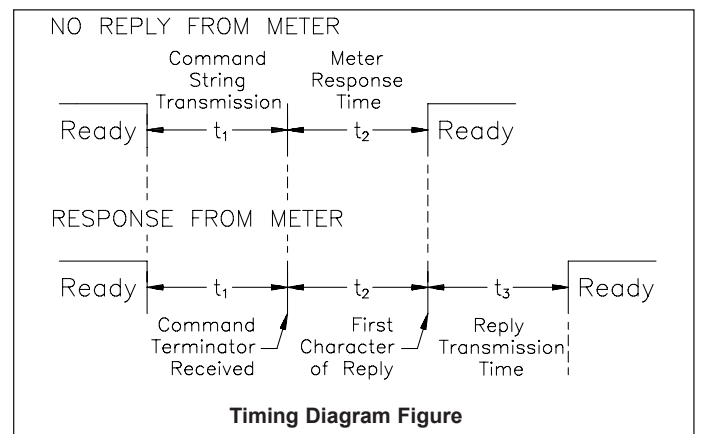 NO REPLY FROM METER
Command
String
Transmission
Meter
Response
Time
Ready t₁ t₂ Ready
RESPONSE FROM METER
Ready t₁ t₂ t₃ Ready
Command
Terminator
Received
First
Character
of Reply
Reply
Transmission
Time
Timing Diagram Figure